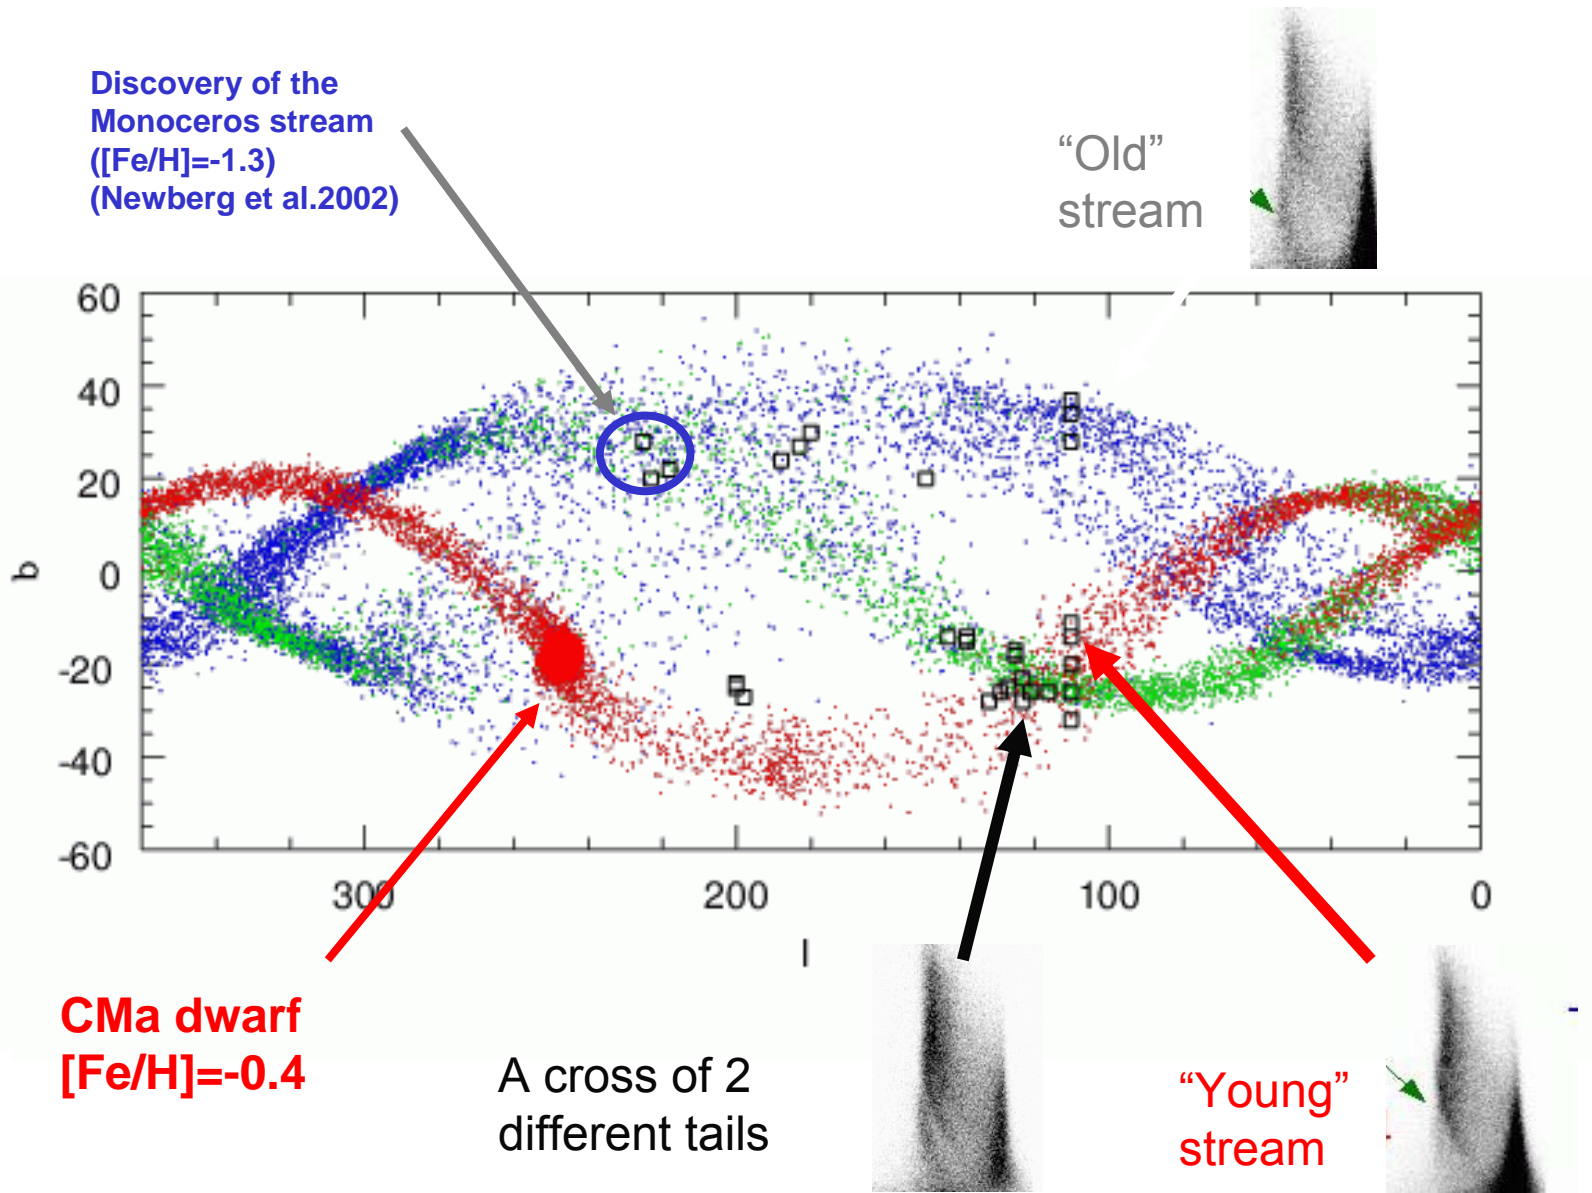 Discovery of the
Monoceros stream
([Fe/H]=-1.3)
(Newberg et al.2002)
“Old”
stream
60
40
20
0
-20
-40
-60
b
300
200
100
0
l
CMa dwarf
[Fe/H]=-0.4
A cross of 2
different tails
“Young”
stream